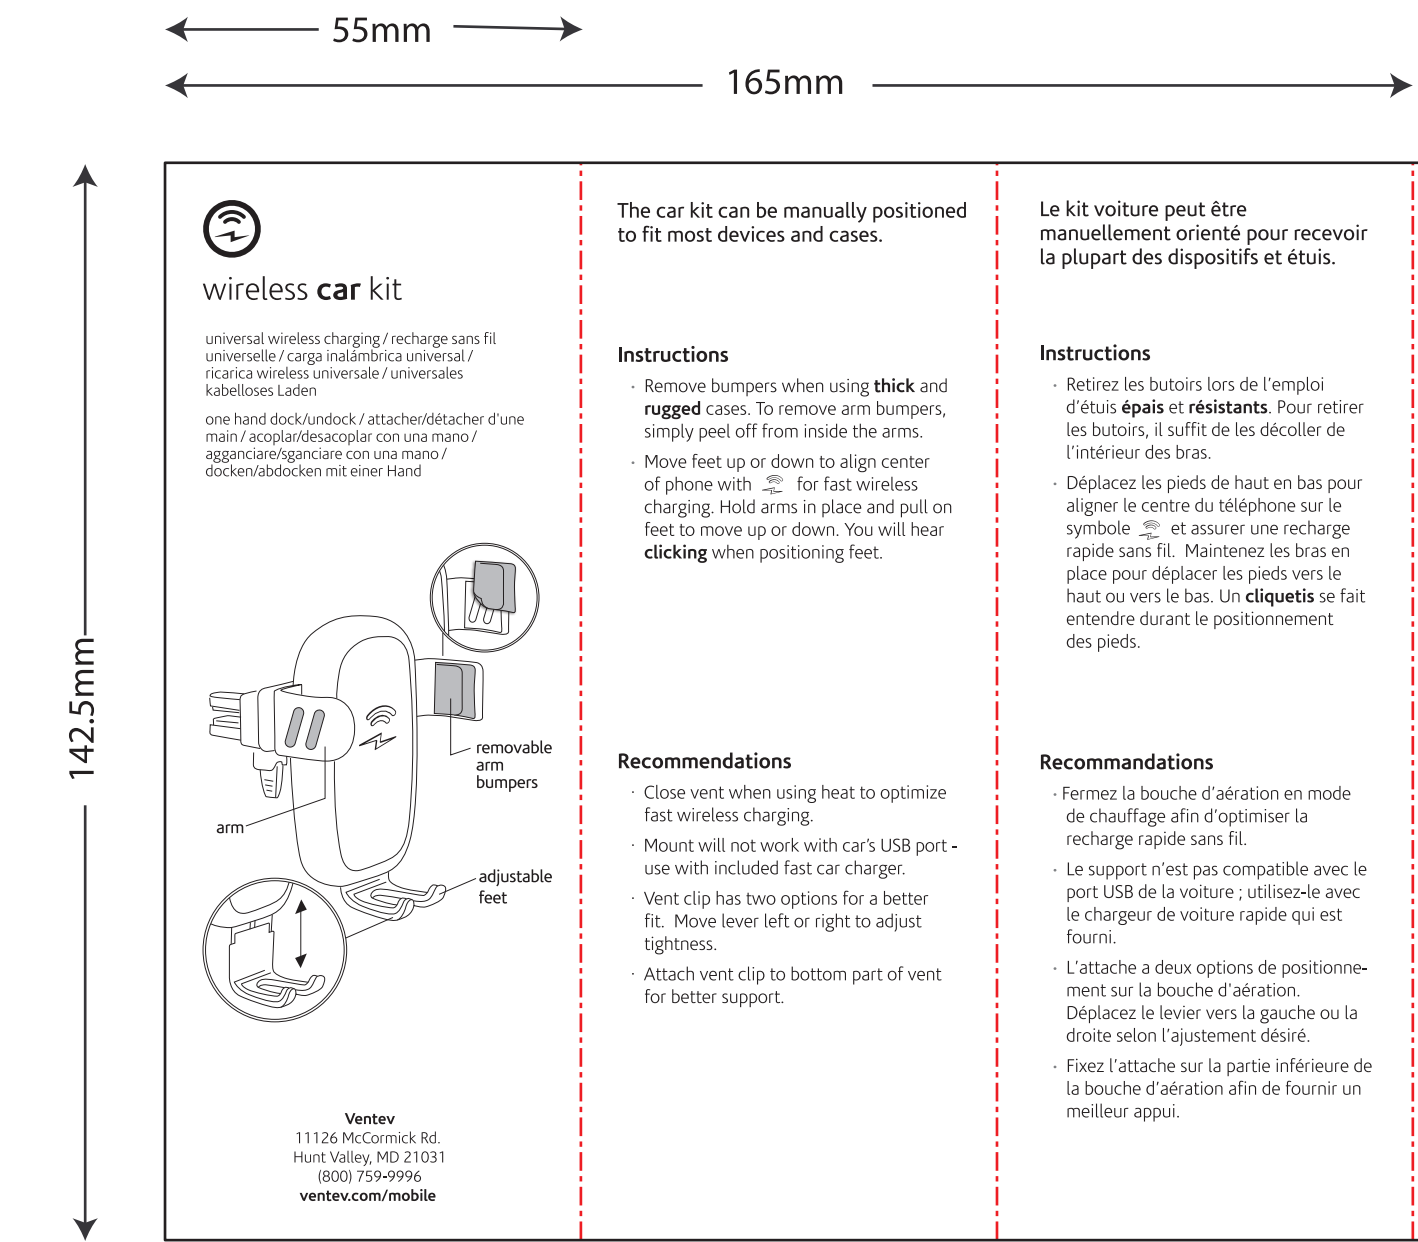 55mm
165mm
142.5mm
wireless car kit
universal wireless charging / recharge sans fil
universelle / carga inalámbrica universal /
ricarica wireless universale / universales
kabelloses Laden
one hand dock/undock / attacher/détacher d'une
main / acoplar/desacoplar con una mano /
agganciare/sganciare con una mano /
docken/abdocken mit einer Hand
removable
arm
bumpers
arm
adjustable
feet
Ventev
11126 McCormick Rd.
Hunt Valley, MD 21031
(800) 759-9996
ventev.com/mobile
The car kit can be manually positioned
to fit most devices and cases.
Instructions
· Remove bumpers when using thick and
rugged cases. To remove arm bumpers,
simply peel off from inside the arms.
· Move feet up or down to align center
of phone with for fast wireless
charging. Hold arms in place and pull on
feet to move up or down. You will hear
clicking when positioning feet.
Recommendations
· Close vent when using heat to optimize
fast wireless charging.
· Mount will not work with car's USB port -
use with included fast car charger.
· Vent clip has two options for a better
fit. Move lever left or right to adjust
tightness.
· Attach vent clip to bottom part of vent
for better support.
Le kit voiture peut être
manuellement orienté pour recevoir
la plupart des dispositifs et étuis.
Instructions
· Retirez les butoirs lors de l'emploi
d'étuis épais et résistants. Pour retirer
les butoirs, il suffit de les décoller de
l'intérieur des bras.
· Déplacez les pieds de haut en bas pour
aligner le centre du téléphone sur le
symbole et assurer une recharge
rapide sans fil. Maintenez les bras en
place pour déplacer les pieds vers le
haut ou vers le bas. Un cliquetis se fait
entendre durant le positionnement
des pieds.
Recommandations
· Fermez la bouche d'aération en mode
de chauffage afin d'optimiser la
recharge rapide sans fil.
· Le support n'est pas compatible avec le
port USB de la voiture ; utilisez-le avec
le chargeur de voiture rapide qui est
fourni.
· L'attache a deux options de positionne-
ment sur la bouche d'aération.
Déplacez le levier vers la gauche ou la
droite selon l'ajustement désiré.
· Fixez l'attache sur la partie inférieure de
la bouche d'aération afin de fournir un
meilleur appui.